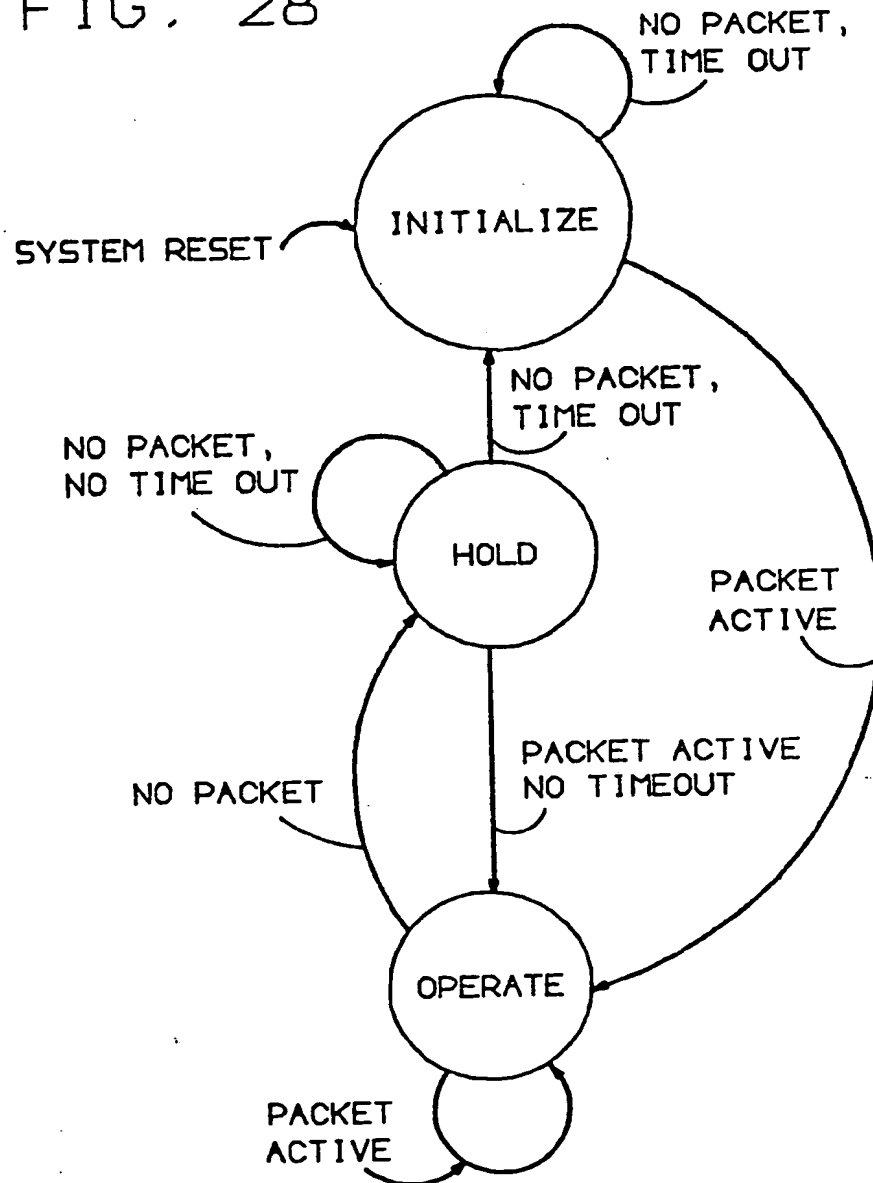 FIG. 28
NO PACKET,
TIME OUT
INITIALIZE
SYSTEM RESET
NO PACKET,
TIME OUT
NO PACKET,
NO TIME OUT
HOLD
PACKET
ACTIVE
PACKET ACTIVE
NO TIMEOUT
NO PACKET
OPERATE
PACKET
ACTIVE